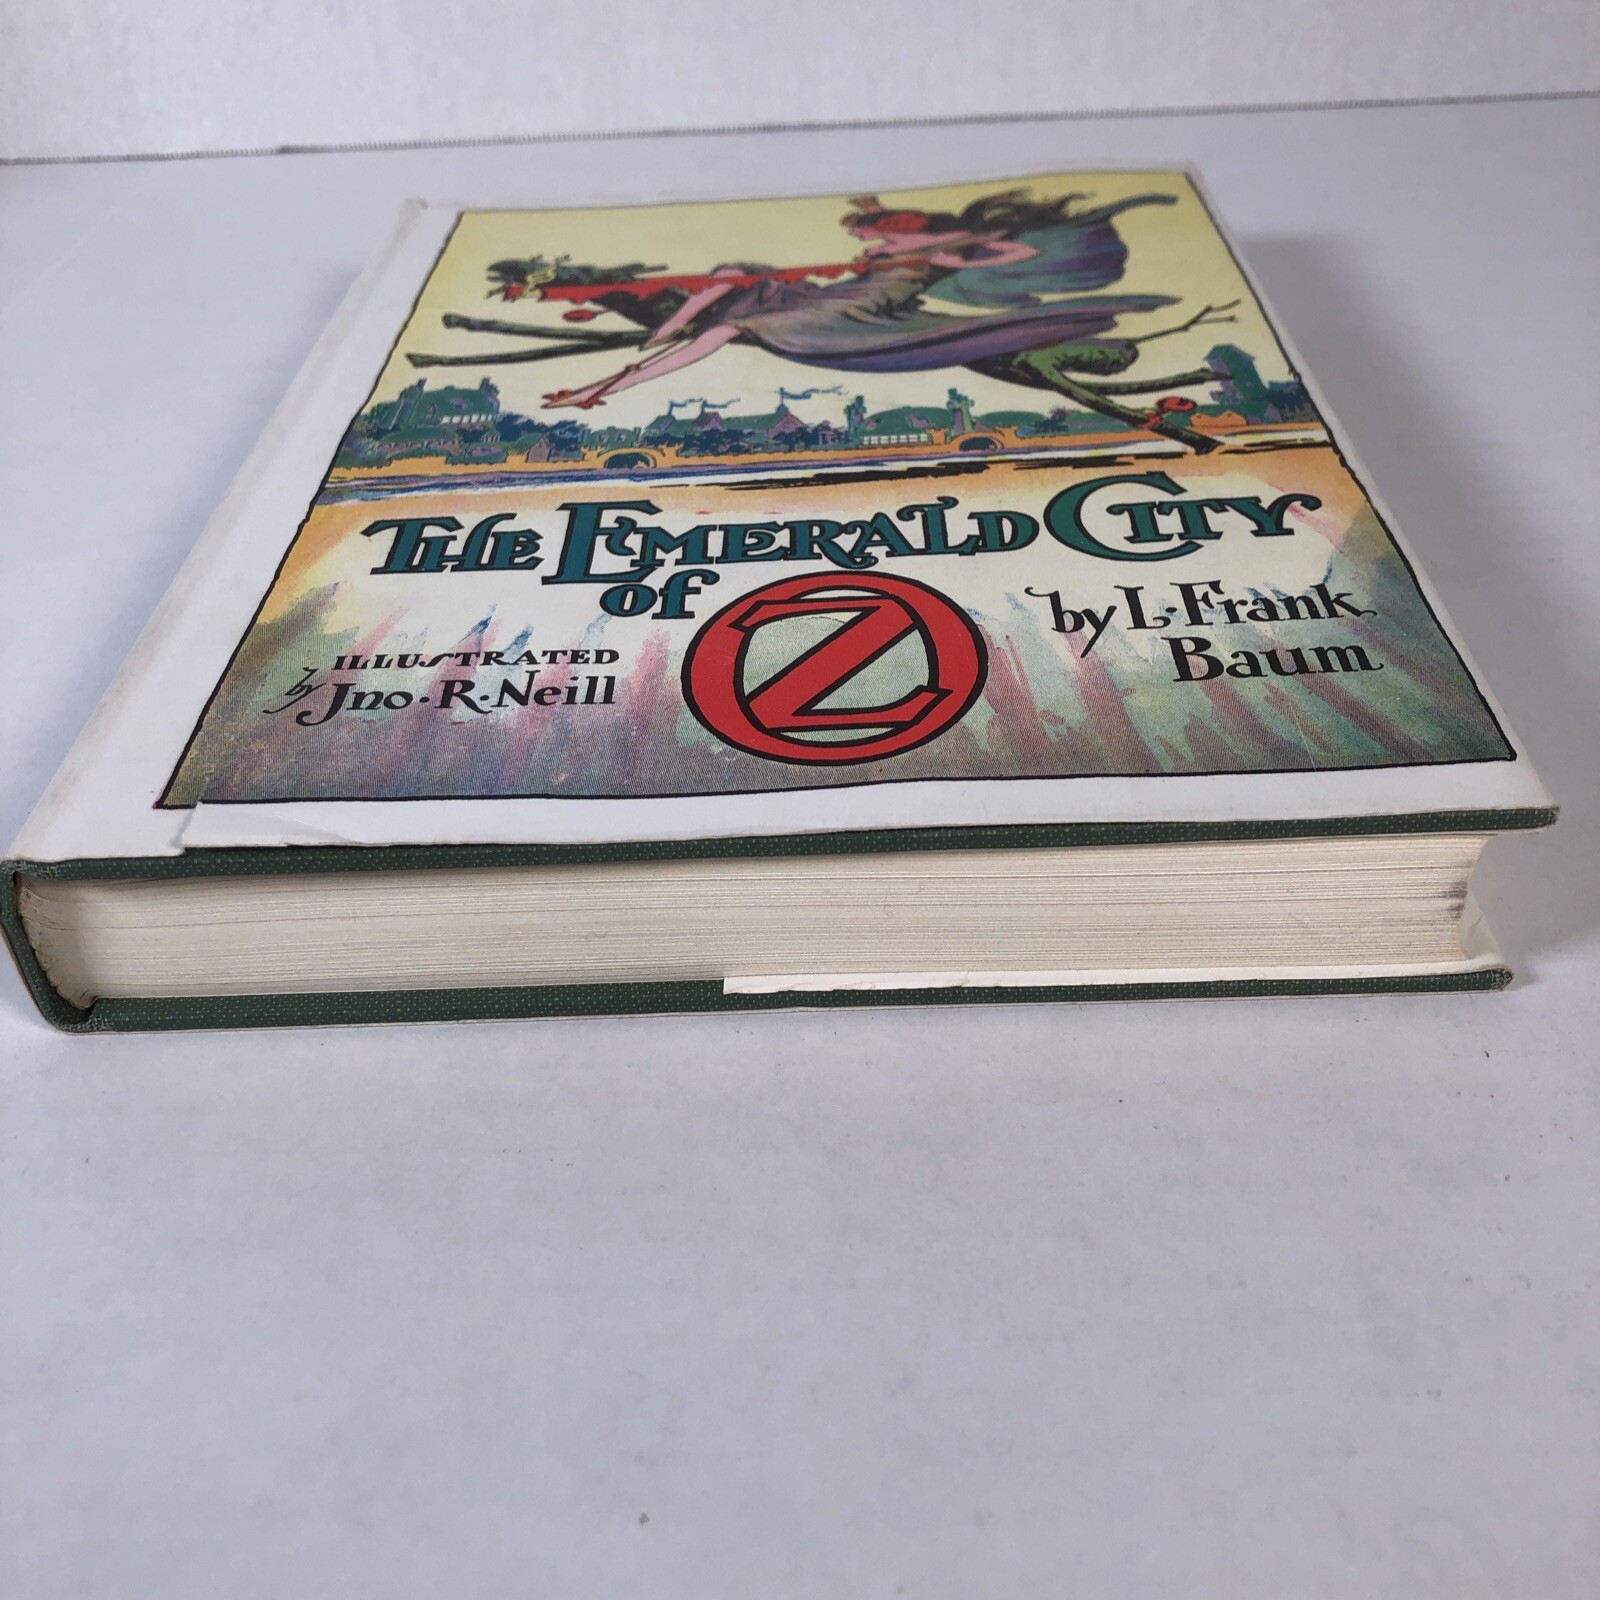 THE EMERALD CITY
of
OZ
by L. Frank
Baum
ILLUSTRATED
by Jno. R. Neill